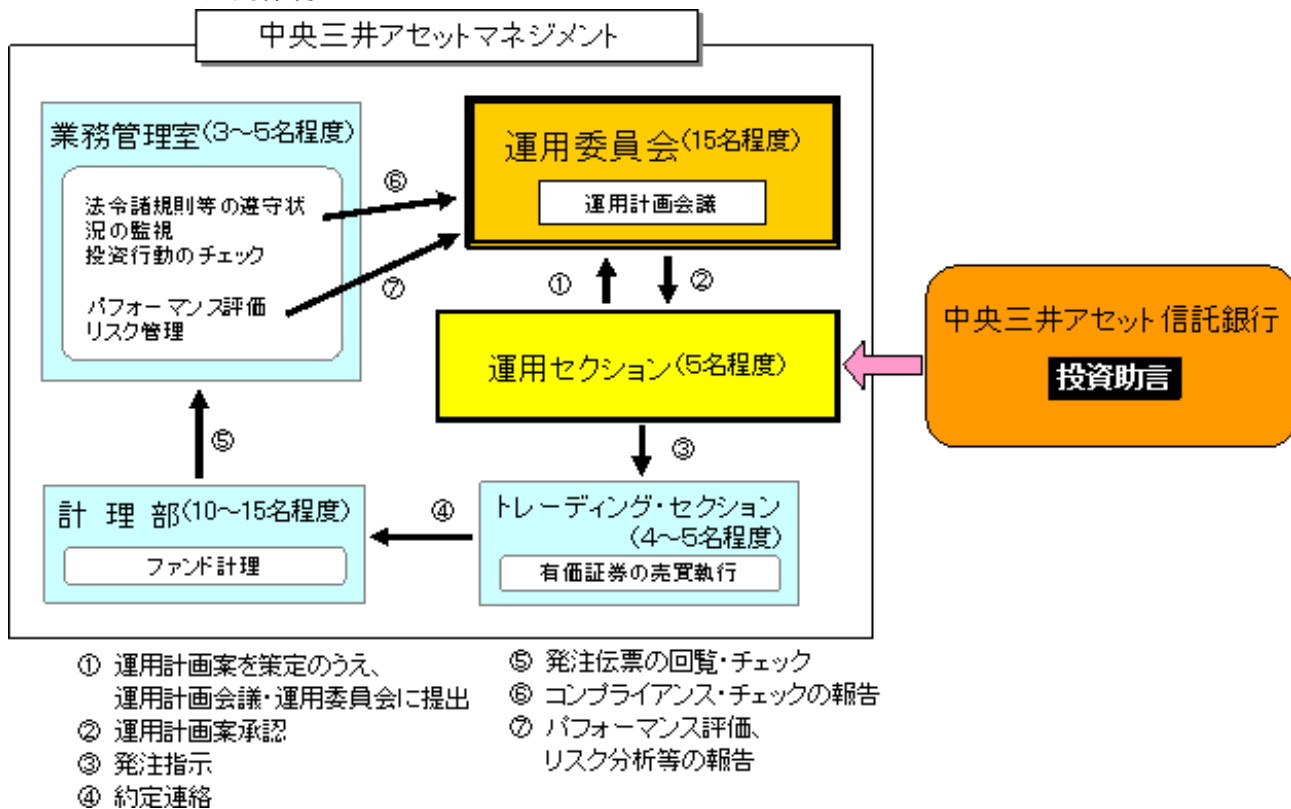 中央三井アセットマネジメント
業務管理室(3～5名程度)
法令諸規則等の遵守状
況の監視
投資行動のチェック
パフォーマンス評価
リスク管理
⑥
⑦
運用委員会(15名程度)
運用計画会議
①
②
運用セクション(5名程度)
中央三井アセット信託銀行
投資助言
⑤
③
計 理 部(10～15名程度)
ファンド計理
④
トレーディング・セクション
(4～5名程度)
有価証券の売買執行
① 運用計画案を策定のうえ、
運用計画会議・運用委員会に提出
② 運用計画案承認
③ 発注指示
④ 約定連絡
⑤ 発注伝票の回覧・チェック
⑥ コンプライアンス・チェックの報告
⑦ パフォーマンス評価、
リスク分析等の報告